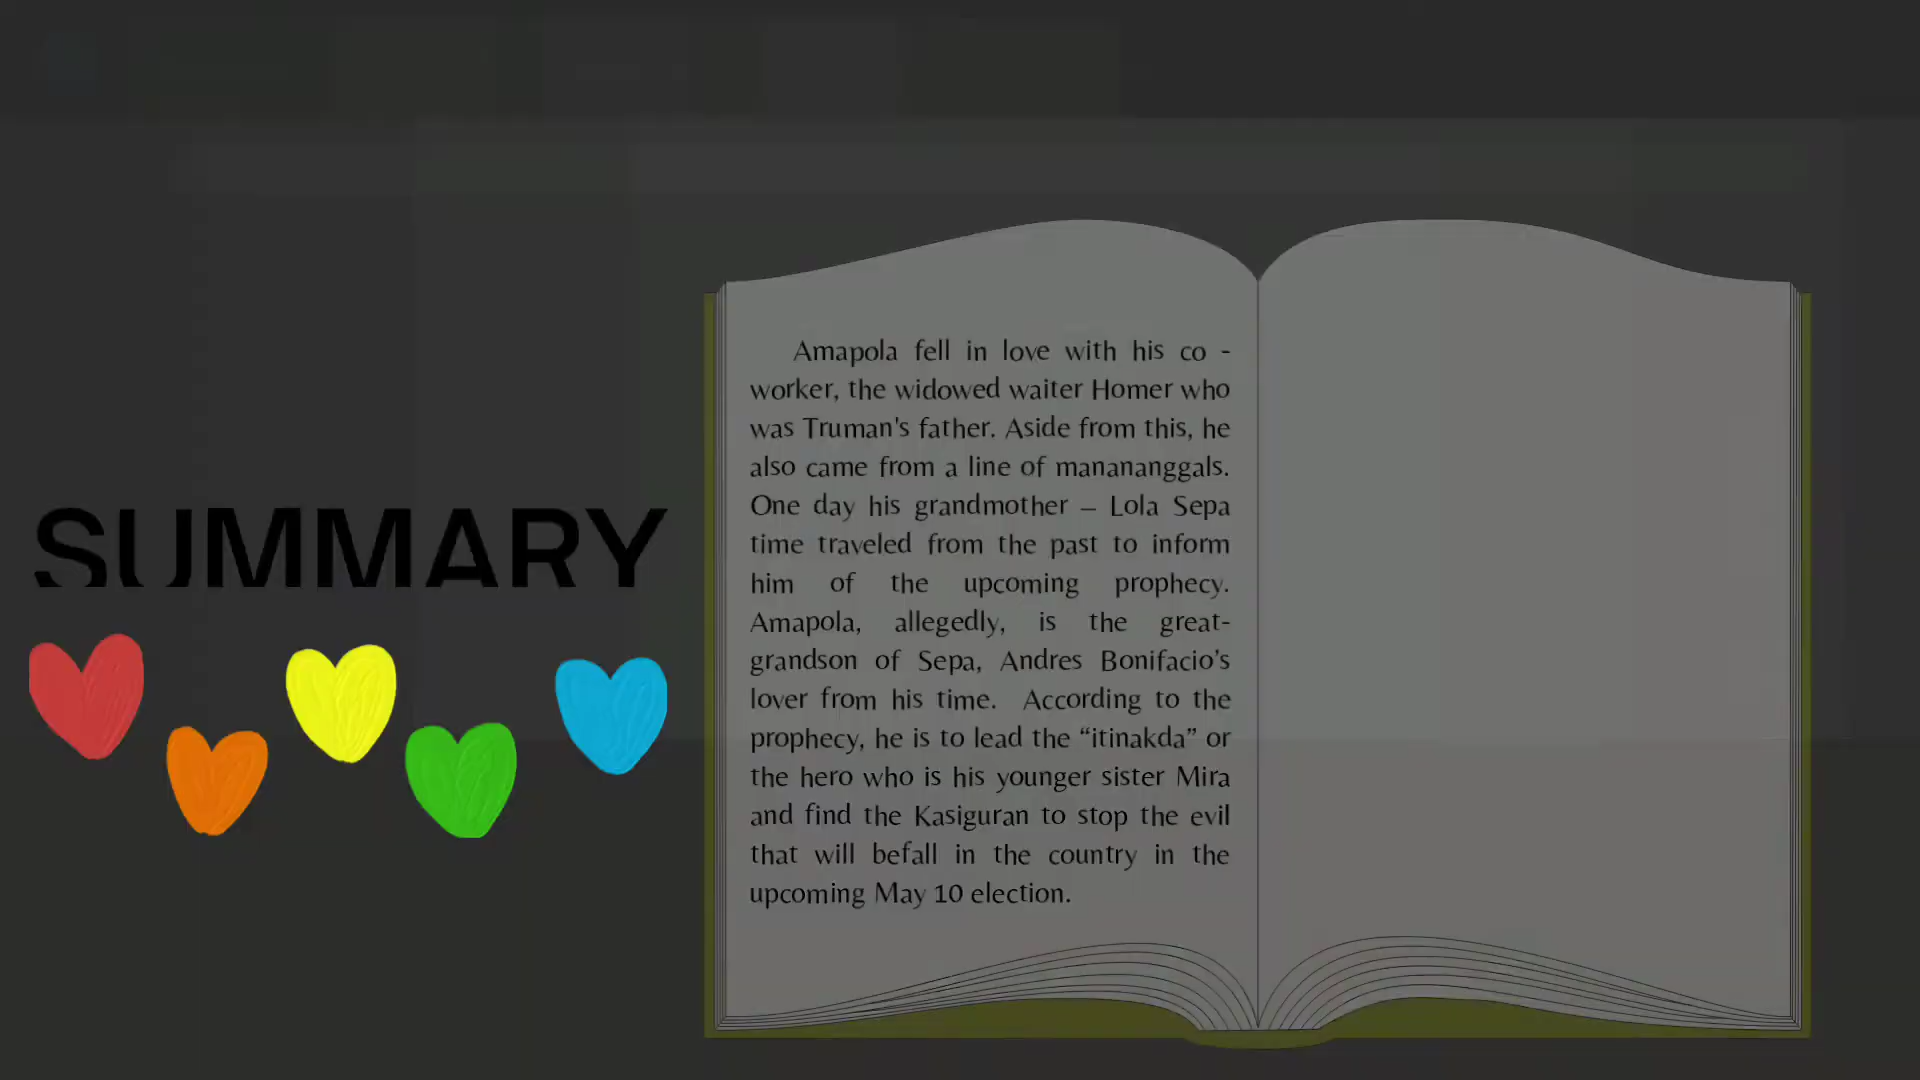 SUMMARY
Amapola fell in love with his co -
worker, the widowed waiter Homer who
was Truman's father. Aside from this, he
also came from a line of manananggals.
One day his grandmother – Lola Sepa
time traveled from the past to inform
him of the upcoming prophecy.
Amapola, allegedly, is the great-
grandson of Sepa, Andres Bonifacio’s
lover from his time. According to the
prophecy, he is to lead the “itinakda” or
the hero who is his younger sister Mira
and find the Kasiguran to stop the evil
that will befall in the country in the
upcoming May 10 election.